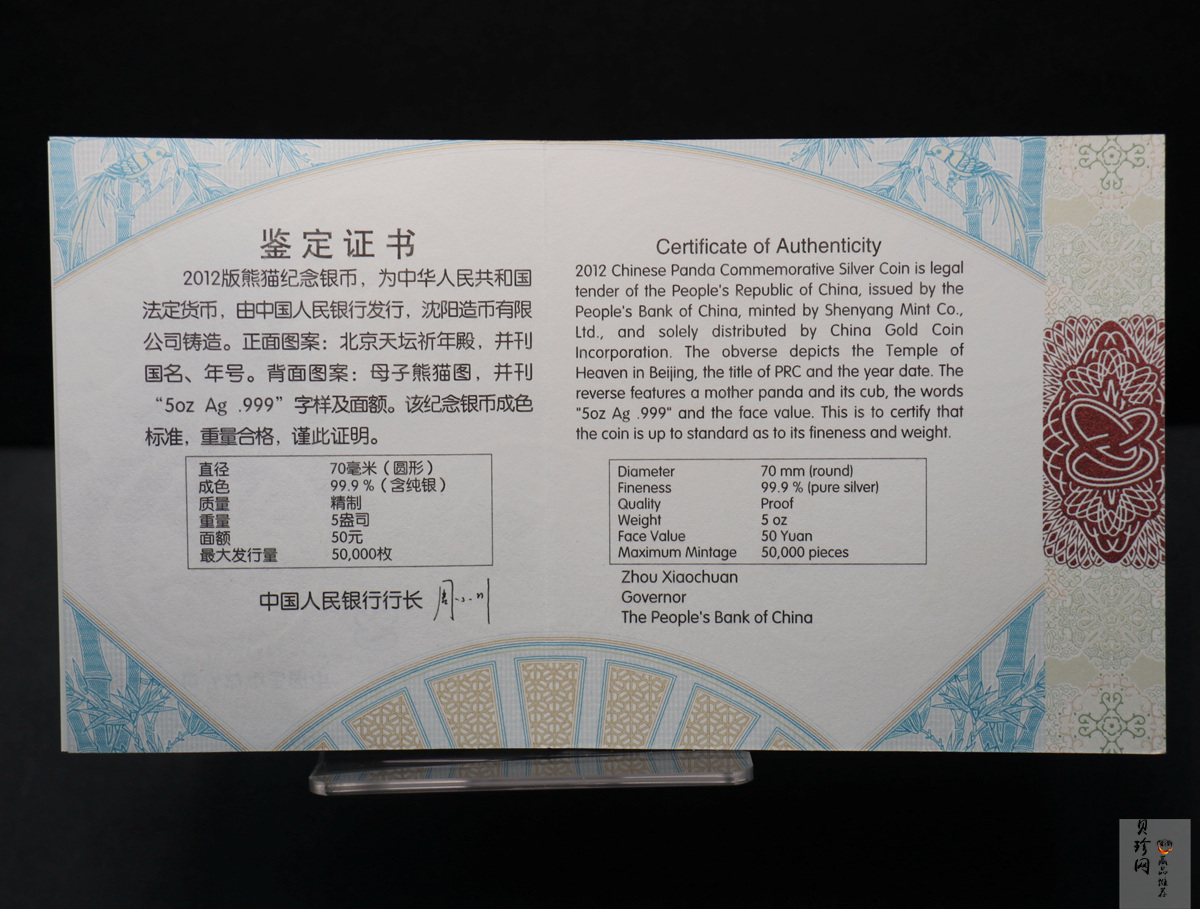 鉴定证书
2012版熊猫纪念银币，为中华人民共和国
法定货币，由中国人民银行发行，沈阳造币有限
公司铸造。正面图案：北京天坛祈年殿，并刊
国名、年号。背面图案：母子熊猫图，并刊
“5oz Ag .999”字样及面额。该纪念银币成色
标准，重量合格，谨此证明。
直径 70毫米（圆形）
成色 99.9％（含纯银）
质量 精制
重量 5盎司
面额 50元
最大发行量 50,000枚
中国人民银行行长 周小川
Certificate of Authenticity
2012 Chinese Panda Commemorative Silver Coin is legal
tender of the People's Republic of China, issued by the
People's Bank of China, minted by Shenyang Mint Co.,
Ltd., and solely distributed by China Gold Coin
Incorporation. The obverse depicts the Temple of
Heaven in Beijing, the title of PRC and the year date. The
reverse features a mother panda and its cub, the words
"5oz Ag .999" and the face value. This is to certify that
the coin is up to standard as to its fineness and weight.
Diameter 70 mm (round)
Fineness 99.9 % (pure silver)
Quality Proof
Weight 5 oz
Face Value 50 Yuan
Maximum Mintage 50,000 pieces
Zhou Xiaochuan
Governor
The People's Bank of China
贝珍网
藏品推荐